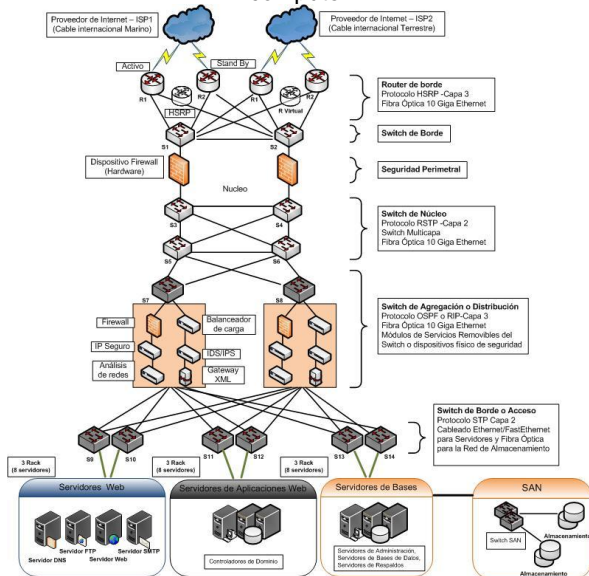 Proveedor de Internet – ISP1
(Cable internacional Marino)
Proveedor de Internet – ISP2
(Cable internacional Terrestre)
Activo
Stand By
R1
R2
R1
R2
R Virtual
HSRP
Router de borde
Protocolo HSRP -Capa 3
Fibra Óptica 10 Giga Ethernet
S1
S2
Switch de Borde
Dispositivo Firewall
(Hardware)
Seguridad Perimetral
Nucleo
S3
S4
S5
S6
Switch de Núcleo
Protocolo RSTP -Capa 2
Switch Multicapa
Fibra Óptica 10 Giga Ethernet
S7
S8
Firewall
Balanceador
de carga
IP Seguro
IDS/IPS
Análisis
de redes
Gateway
XML
Switch de Agregación o Distribución
Protocolo OSPF o RIP-Capa 3
Fibra Óptica 10 Giga Ethernet
Módulos de Servicios Removibles del
Switch o dispositivos físico de seguridad
S9
S10
S11
S12
S13
S14
Switch de Borde o Acceso
Protocolo STP Capa 2
Cableado Ethernet/FastEthernet
para Servidores y Fibra Óptica
para la Red de Almacenamiento
3 Rack
(8 servidores)
3 Rack
(8 servidores)
3 Rack
(8 servidores)
Servidores Web
Servidor DNS
Servidor FTP
Servidor Web
Servidor SMTP
Servidores de Aplicaciones Web
Controladores de Dominio
Servidores de Bases
Servidores de Administración,
Servidores de Bases de Datos,
Servidores de Respaldos
SAN
Switch SAN
Almacenamiento
Almacenamiento